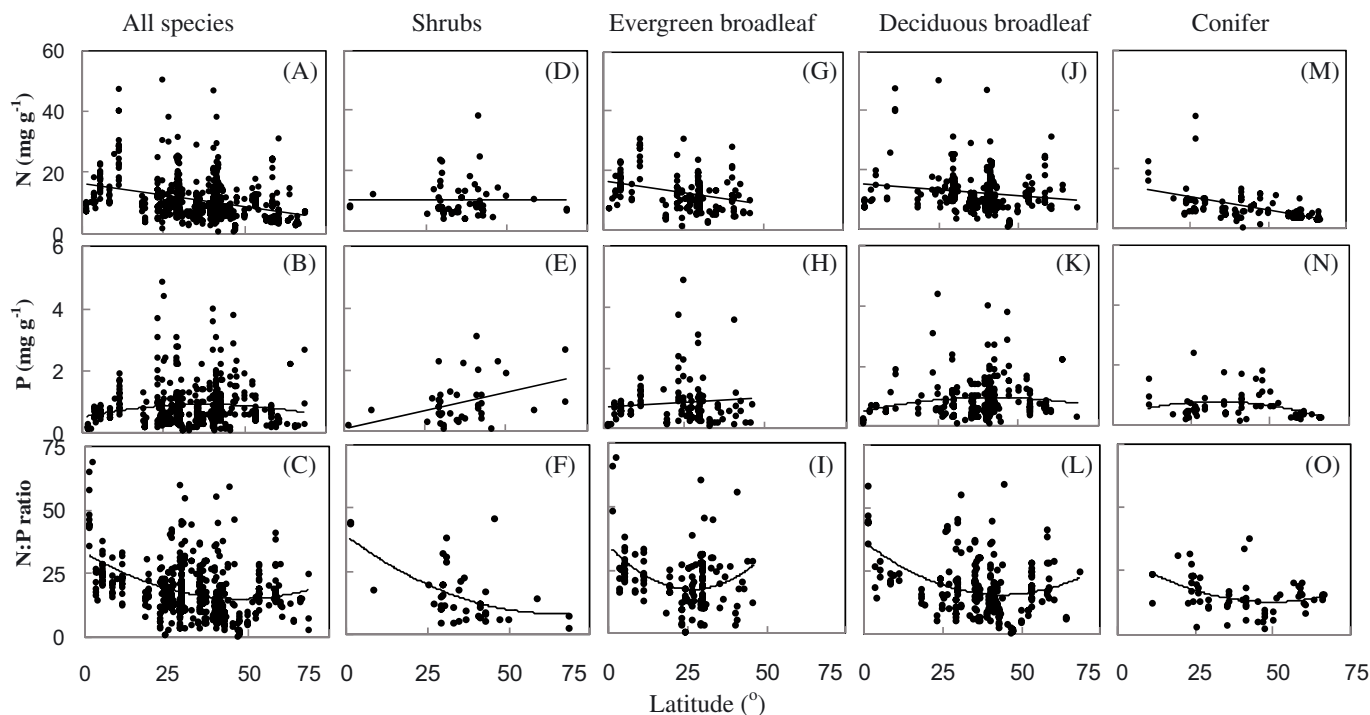 All species Shrubs Evergreen broadleaf Deciduous broadleaf Conifer
60 (A) (D) (G) (J) (M)
N (mg g-1)
40
20
0
6 (B) (E) (H) (K) (N)
P (mg g-1)
4
2
0
75 (C) (F) (I) (L) (O)
N:P ratio
50
25
0
0 25 50 75 0 25 50 75 0 25 50 75 0 25 50 75 0 25 50 75
Latitude (o)